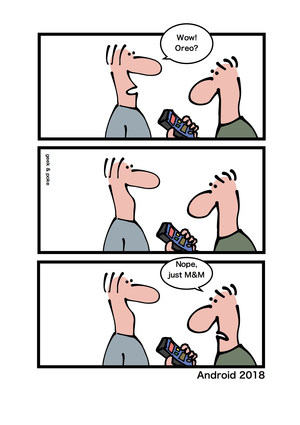 Wow!
Oreo?
geek & poke
Nope,
just M&M
Android 2018